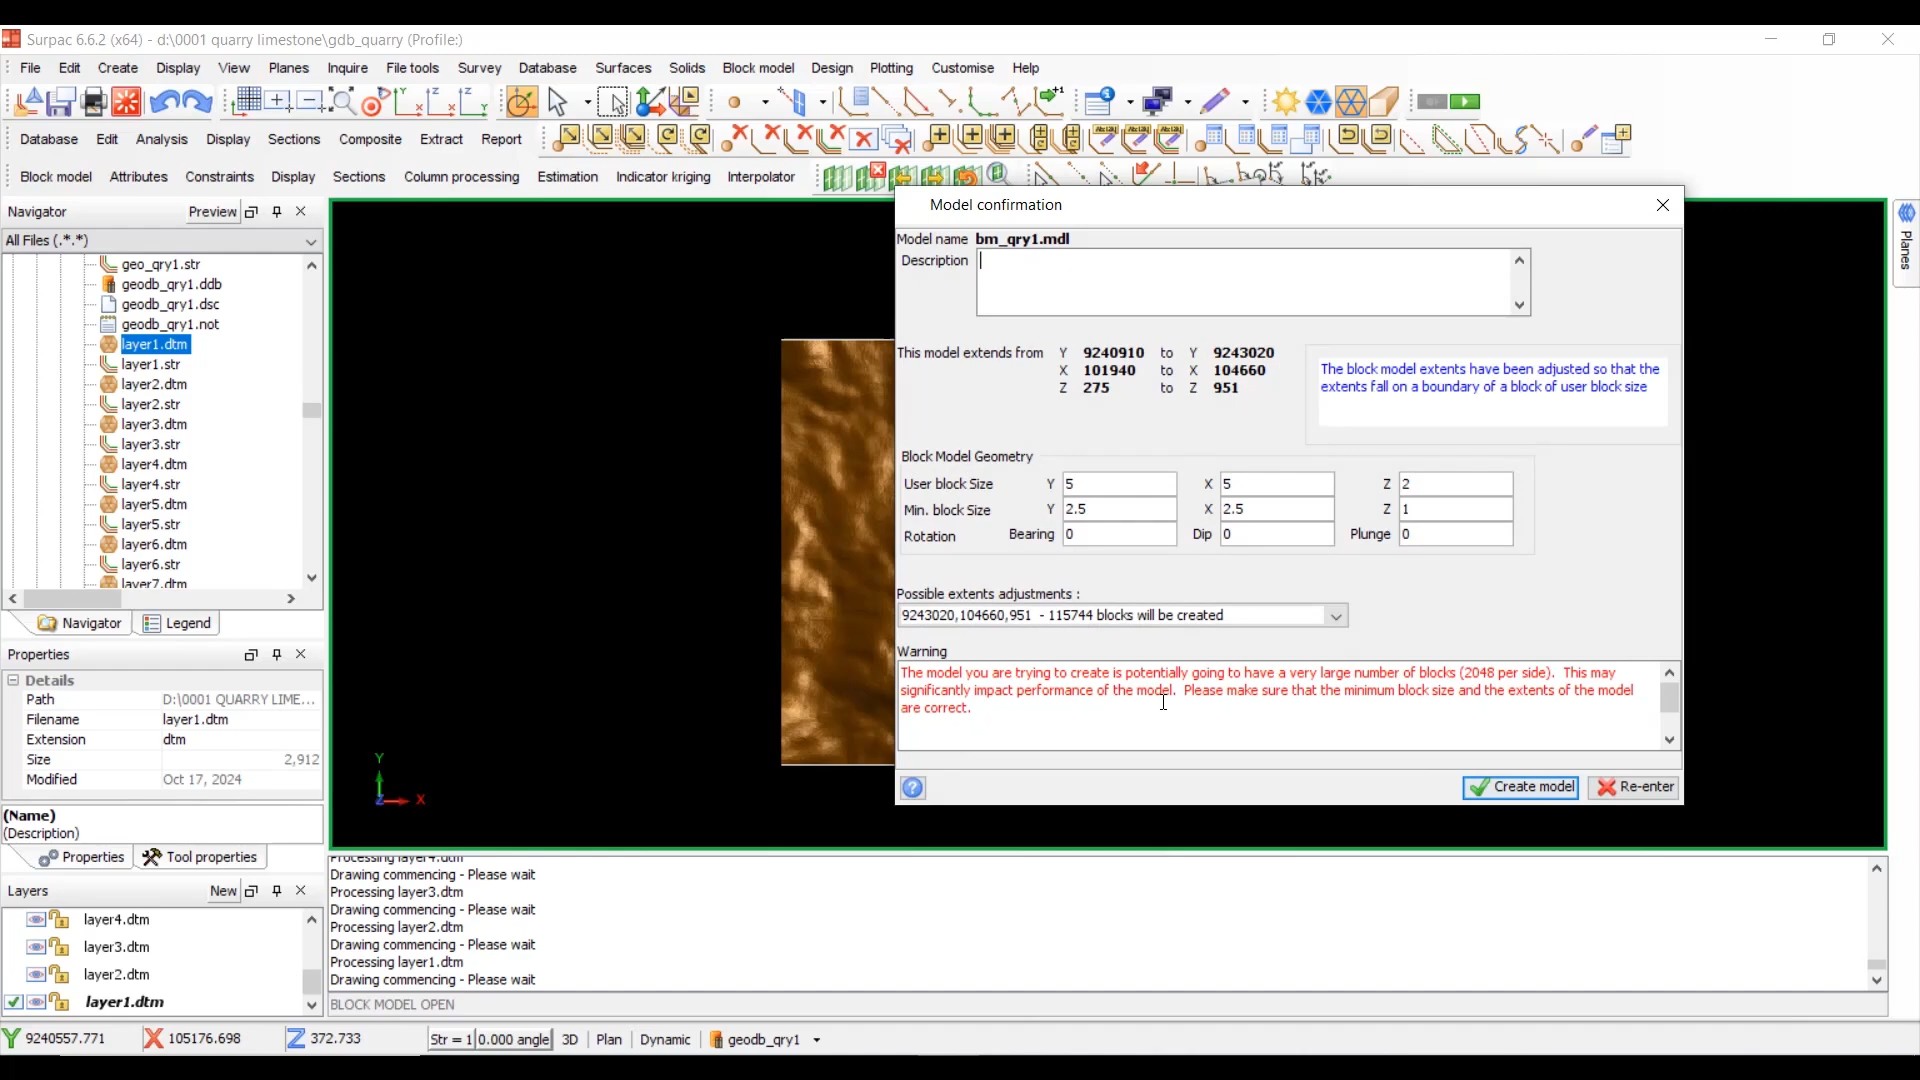 Surpac 6.6.2 (x64) - d:\0001 quarry limestone\gdb_quarry (Profile:)
File Edit Create Display View Planes Inquire File tools Survey Database Surfaces Solids Block model Design Plotting Customise Help
Database Edit Analysis Display Sections Composite Extract Report
Block model Attributes Constraints Display Sections Column processing Estimation Indicator kriging Interpolator
Navigator Preview
All Files (*.*)
geo_qry1.str
geodb_qry1.ddb
geodb_qry1.dsc
geodb_qry1.not
layer1.dtm
layer1.str
layer2.dtm
layer2.str
layer3.dtm
layer3.str
layer4.dtm
layer4.str
layer5.dtm
layer5.str
layer6.dtm
layer6.str
layer7.dtm
Navigator Legend
Properties
Details
Path D:\0001 QUARRY LIME...
Filename layer1.dtm
Extension dtm
Size 2,912
Modified Oct 17, 2024
(Name)
(Description)
Properties Tool properties
Layers New
layer4.dtm
layer3.dtm
layer2.dtm
layer1.dtm
Y
Z X
Model confirmation
Model name bm_qry1.mdl
Description
This model extends from Y 9240910 to Y 9243020
X 101940 to X 104660
Z 275 to Z 951
The block model extents have been adjusted so that the
extents fall on a boundary of a block of user block size
Block Model Geometry
User block Size Y 5 X 5 Z 2
Min. block Size Y 2.5 X 2.5 Z 1
Rotation Bearing 0 Dip 0 Plunge 0
Possible extents adjustments :
9243020,104660,951 - 115744 blocks will be created
Warning
The model you are trying to create is potentially going to have a very large number of blocks (2048 per side). This may
significantly impact performance of the model. Please make sure that the minimum block size and the extents of the model
are correct.
Create model Re-enter
Planes
Processing layer4.dtm
Drawing commencing - Please wait
Processing layer3.dtm
Drawing commencing - Please wait
Processing layer2.dtm
Drawing commencing - Please wait
Processing layer1.dtm
Drawing commencing - Please wait
BLOCK MODEL OPEN
Y 9240557.771 X 105176.698 Z 372.733 Str = 1 0.000 angle 3D Plan Dynamic geodb_qry1